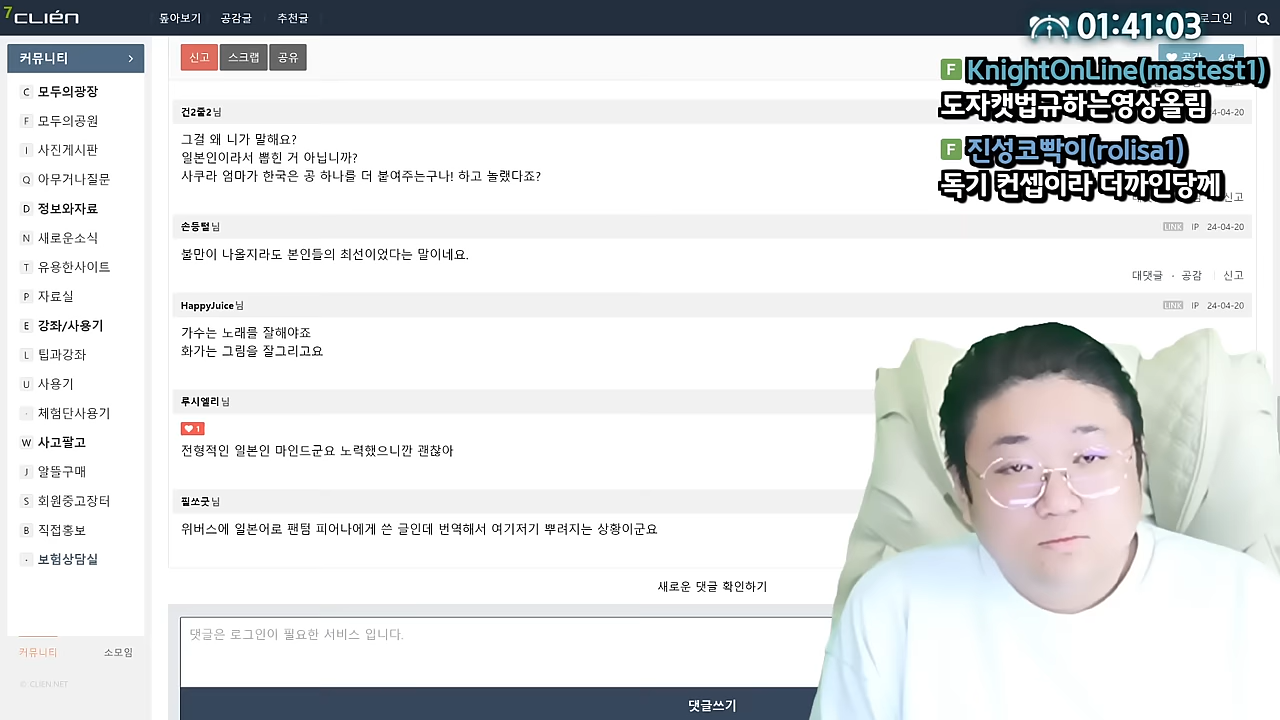 7
CLIEN
돌아보기
공감글
추천글
로그인
01:41:03
커뮤니티
C 모두의광장
F 모두의공원
I 사진게시판
Q 아무거나질문
D 정보와자료
N 새로운소식
T 유용한사이트
P 자료실
E 강좌/사용기
L 팁과강좌
U 사용기
· 체험단사용기
W 사고팔고
J 알뜰구매
S 회원중고장터
B 직접홍보
· 보험상담실
커뮤니티
소모임
© CLIEN.NET
신고
스크랩
공유
F KnightOnLine(mastest1)
도자캣법규하는영상올림
F 진성코빡이(rolisa1)
독기 컨셉이라 더까인당께
건2줄2님
그걸 왜 니가 말해요?
일본인이라서 뽑힌 거 아닙니까?
사쿠라 엄마가 한국은 공 하나를 더 붙여주는구나! 하고 놀랬다죠?
신고
손등털님
LINK IP 24-04-20
불만이 나올지라도 본인들의 최선이었다는 말이네요.
대댓글 · 공감
신고
HappyJuice님
LINK IP 24-04-20
가수는 노래를 잘해야죠
화가는 그림을 잘그리고요
루시엘리님
1
전형적인 일본인 마인드군요 노력했으니깐 괜찮아
필쏘굿님
위버스에 일본어로 팬덤 피어나에게 쓴 글인데 번역해서 여기저기 뿌려지는 상황이군요
새로운 댓글 확인하기
댓글은 로그인이 필요한 서비스 입니다.
댓글쓰기